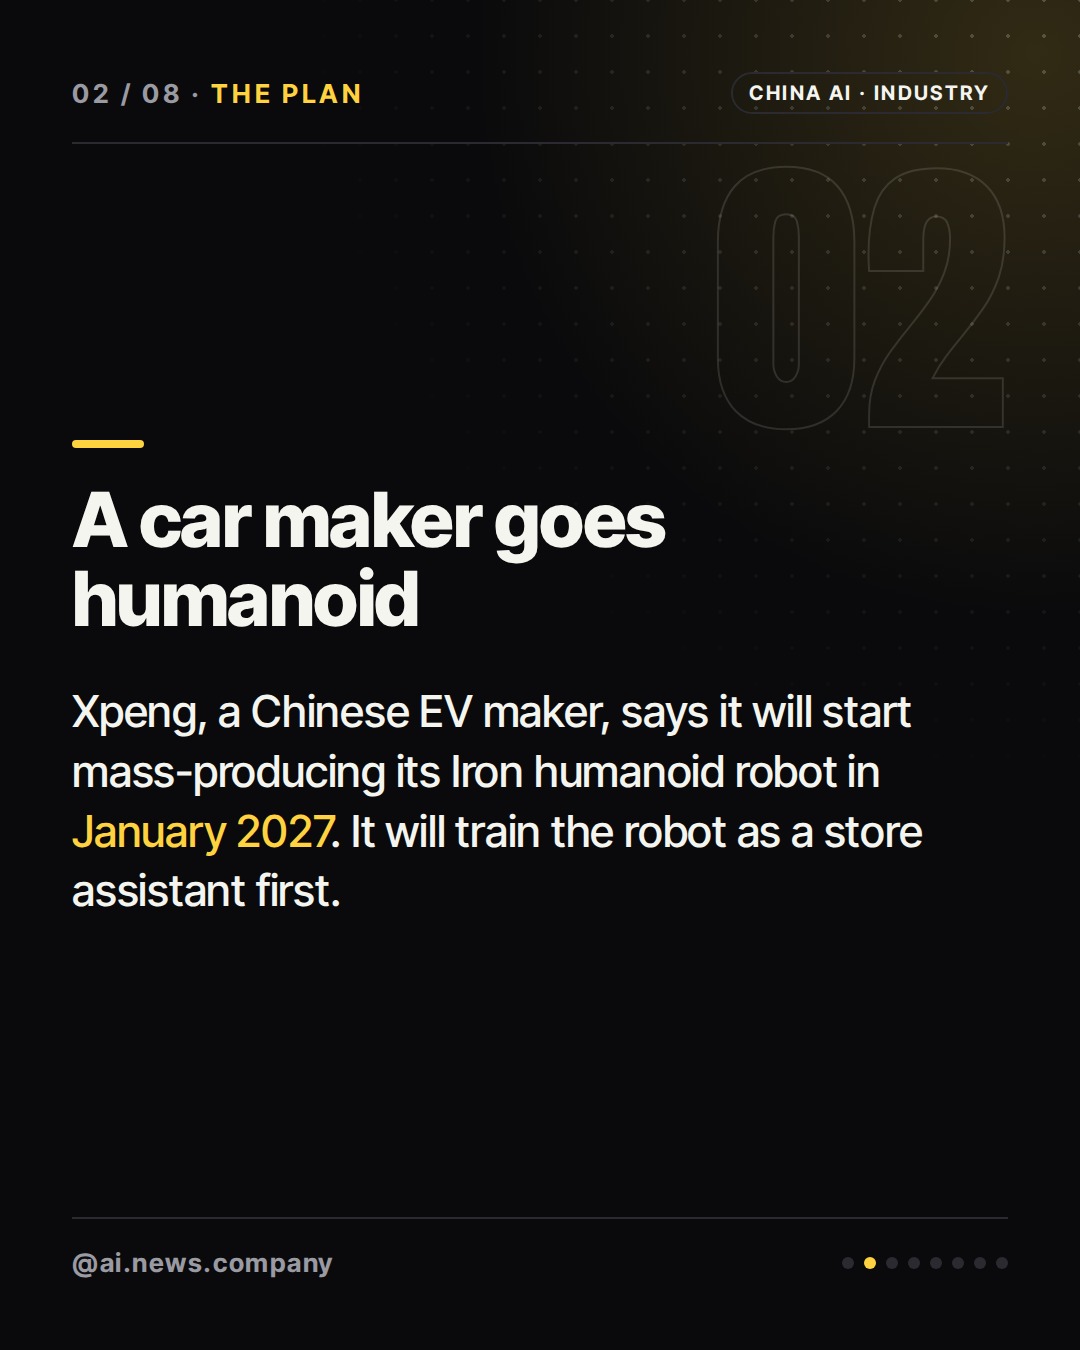 02 / 08 · THE PLAN
CHINA AI · INDUSTRY
02
A car maker goes
humanoid
Xpeng, a Chinese EV maker, says it will start
mass-producing its Iron humanoid robot in
January 2027. It will train the robot as a store
assistant first.
@ai.news.company